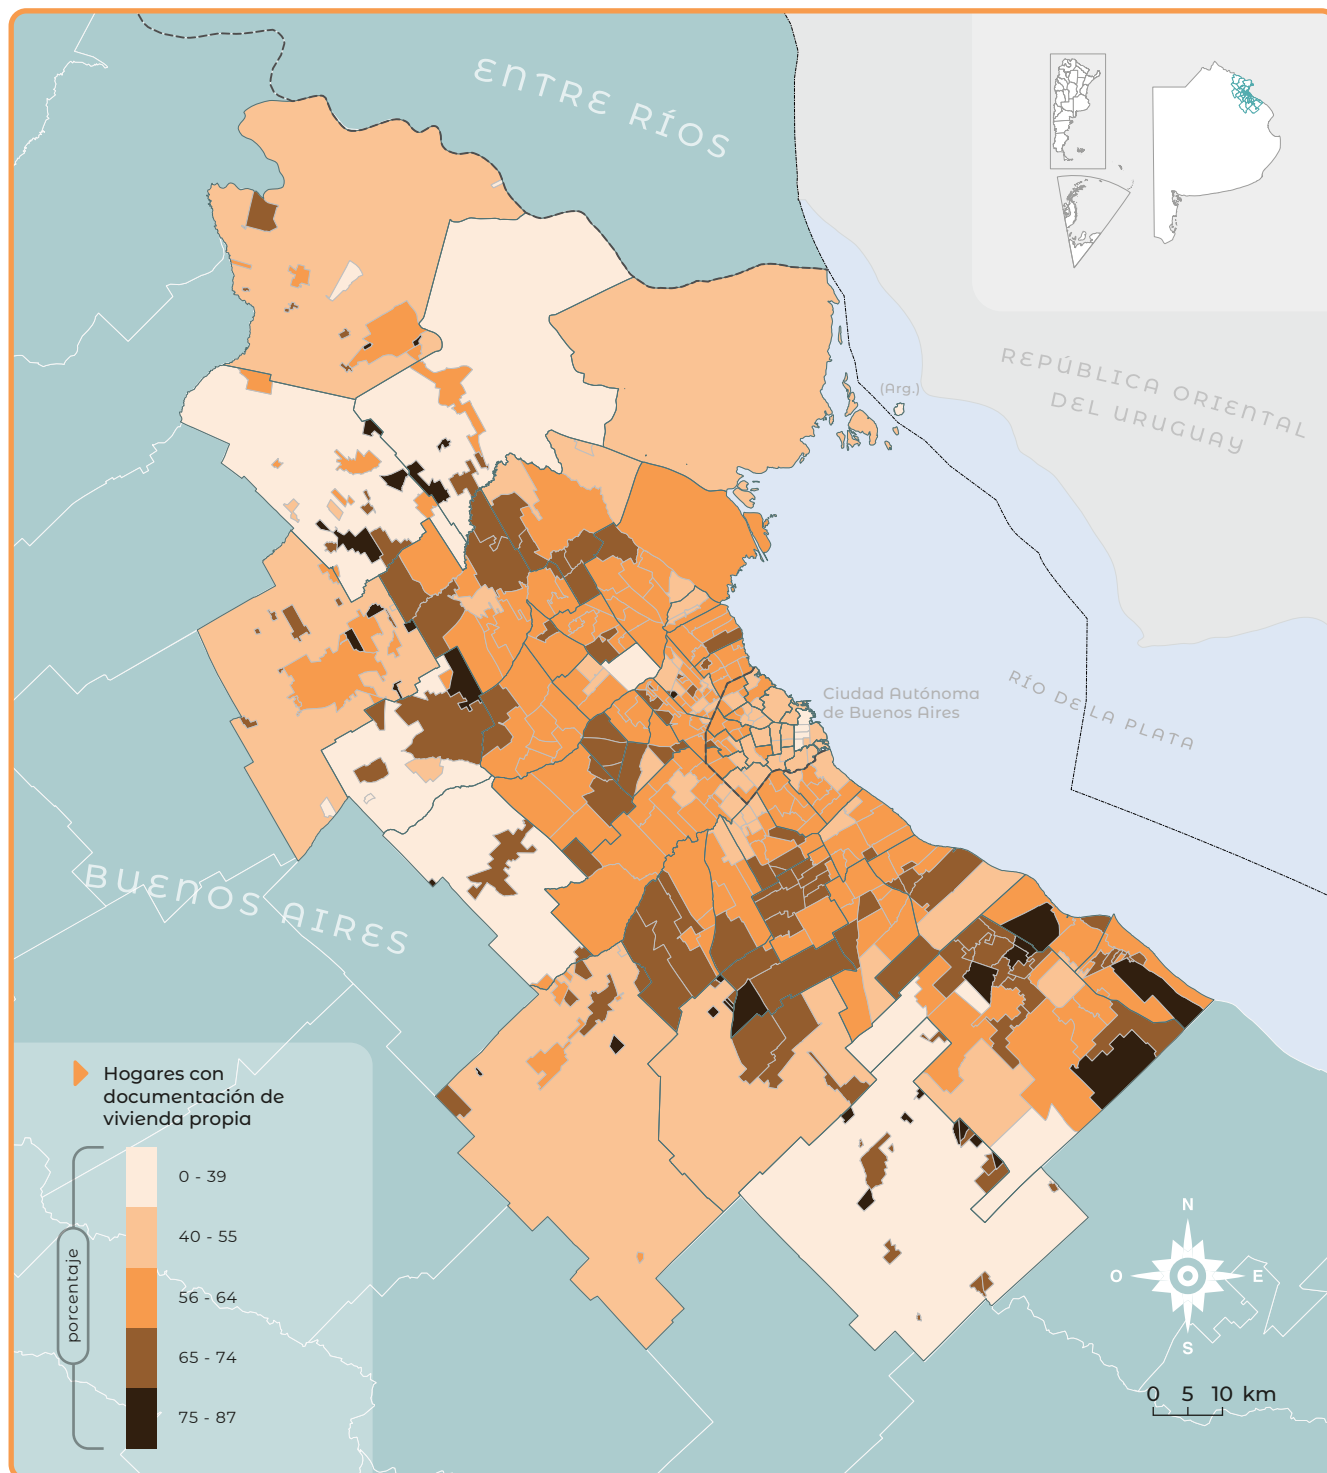 ENTRE RÍOS
(Arg.)
REPÚBLICA ORIENTAL
DEL URUGUAY
RÍO DE LA PLATA
Ciudad Autónoma
de Buenos Aires
BUENOS AIRES
Hogares con
documentación de
vivienda propia
porcentaje
0 - 39
40 - 55
56 - 64
65 - 74
75 - 87
N
O E
S
0 5 10 km